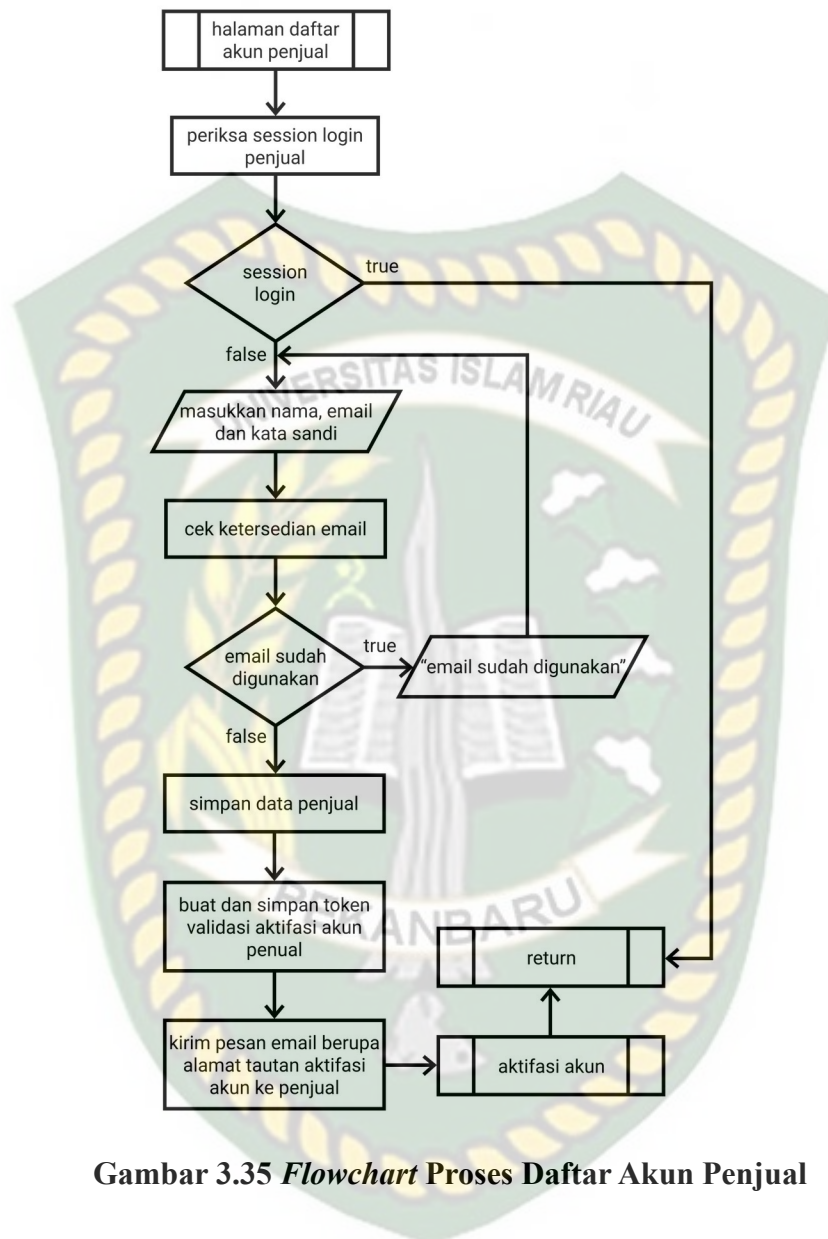 halaman daftar
akun penjual
periksa session login
penjual
session
login
true
false
UNIVERSITAS ISLAM RIAU
masukkan nama, email
dan kata sandi
cek ketersedian email
email sudah
digunakan
true
"email sudah digunakan"
false
simpan data penjual
buat dan simpan token
validasi aktifasi akun
penual
PEKANBARU
return
kirim pesan email berupa
alamat tautan aktifasi
akun ke penjual
aktifasi akun
Gambar 3.35 Flowchart Proses Daftar Akun Penjual